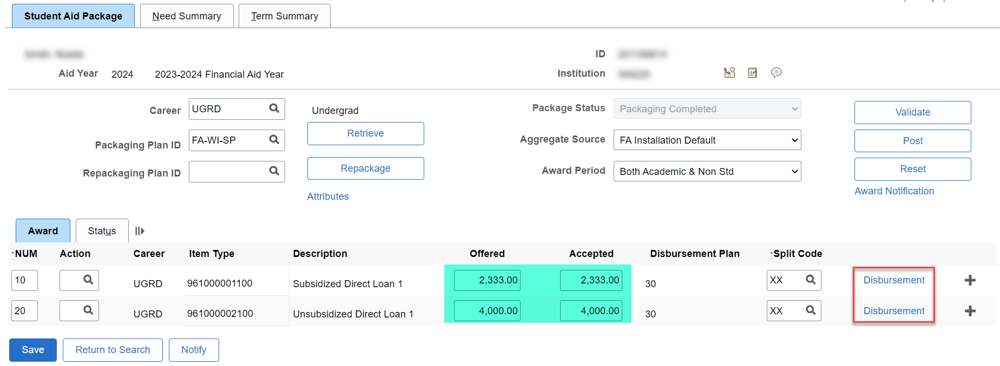 Student Aid Package Need Summary Term Summary
ID
Aid Year 2024 2023-2024 Financial Aid Year Institution
Career UGRD Undergrad Package Status Packaging Completed Validate
Retrieve
Packaging Plan ID FA-WI-SP Aggregate Source FA Installation Default Post
Repackaging Plan ID Repackage Award Period Both Academic & Non Std Reset
Attributes Award Notification
Award Status
*NUM Action Career Item Type Description Offered Accepted Disbursement Plan *Split Code
10 UGRD 961000001100 Subsidized Direct Loan 1 2,333.00 2,333.00 30 XX Disbursement
20 UGRD 961000002100 Unsubsidized Direct Loan 1 4,000.00 4,000.00 30 XX Disbursement
Save Return to Search Notify